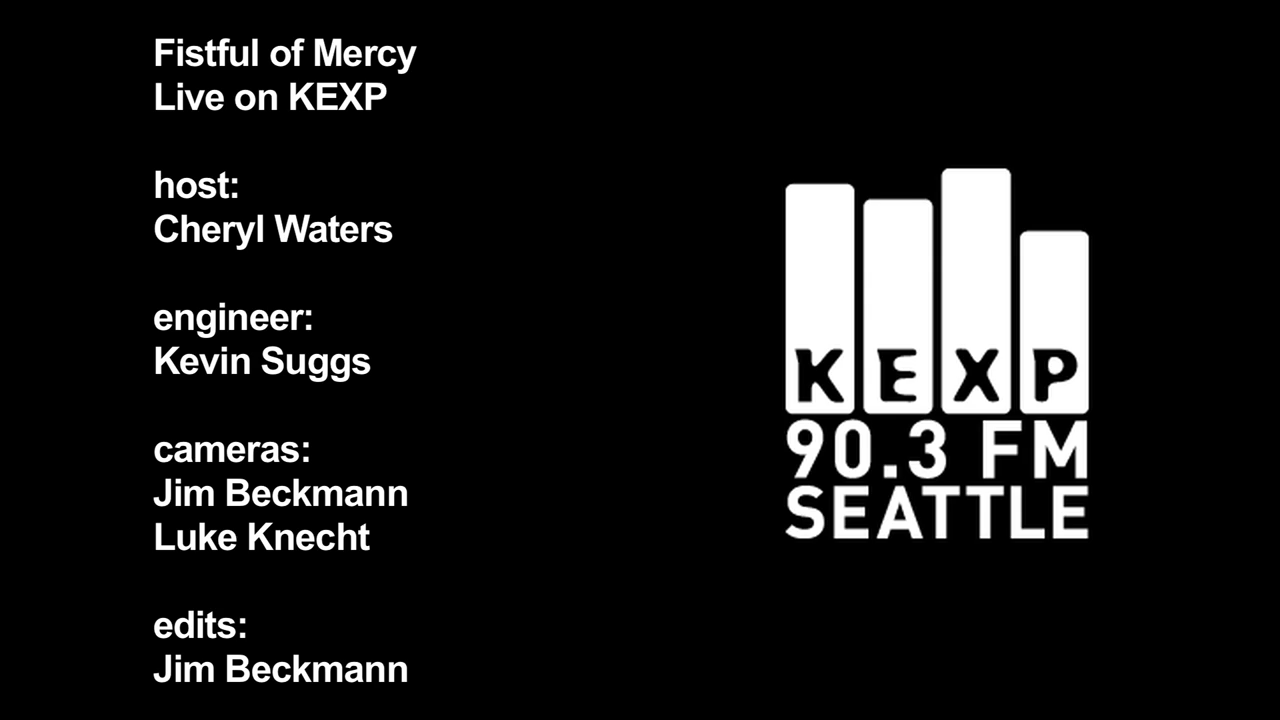 Fistful of Mercy
Live on KEXP
host:
Cheryl Waters
engineer:
Kevin Suggs
cameras:
Jim Beckmann
Luke Knecht
edits:
Jim Beckmann
KEXP
90.3 FM
SEATTLE